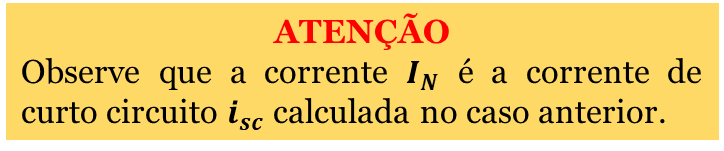 ATENÇÃO
Observe que a corrente I_N é a corrente de
curto circuito i_sc calculada no caso anterior.